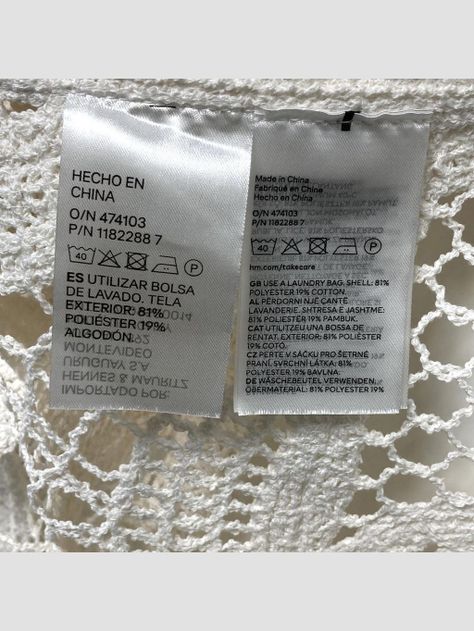 HECHO EN
CHINA
O/N 474103
P/N 1182288 7
40
P
ES UTILIZAR BOLSA
DE LAVADO. TELA
EXTERIOR: 81%
POLIÉSTER 19%
ALGODÓN.
MONTEVIDEO
URUGUAY S.A
HENNES & MAURITZ
IMPORTADO POR
Made in China
Fabriqué en Chine
Hecho en China
O/N 474103
P/N 1182288 7
40
P
hm.com/takecare
GB USE A LAUNDRY BAG. SHELL: 81%
POLYESTER 19% COTTON.
AL PËRDORNI NJË ÇANTË
LAVANDERIE. SHTRESA E JASHTME:
81% POLYESTER 19% PAMBUK.
CAT UTILITZEU UNA BOSSA DE
RENTAT. EXTERIOR: 81% POLIÈSTER
19% COTÓ.
CZ PERTE V SÁČKU PRO ŠETRNÉ
PRANÍ. SVRCHNÍ LÁTKA: 81%
POLYESTER 19% BAVLNA.
DE WÄSCHEBEUTEL VERWENDEN.
OBERMATERIAL: 81% POLYESTER 19%